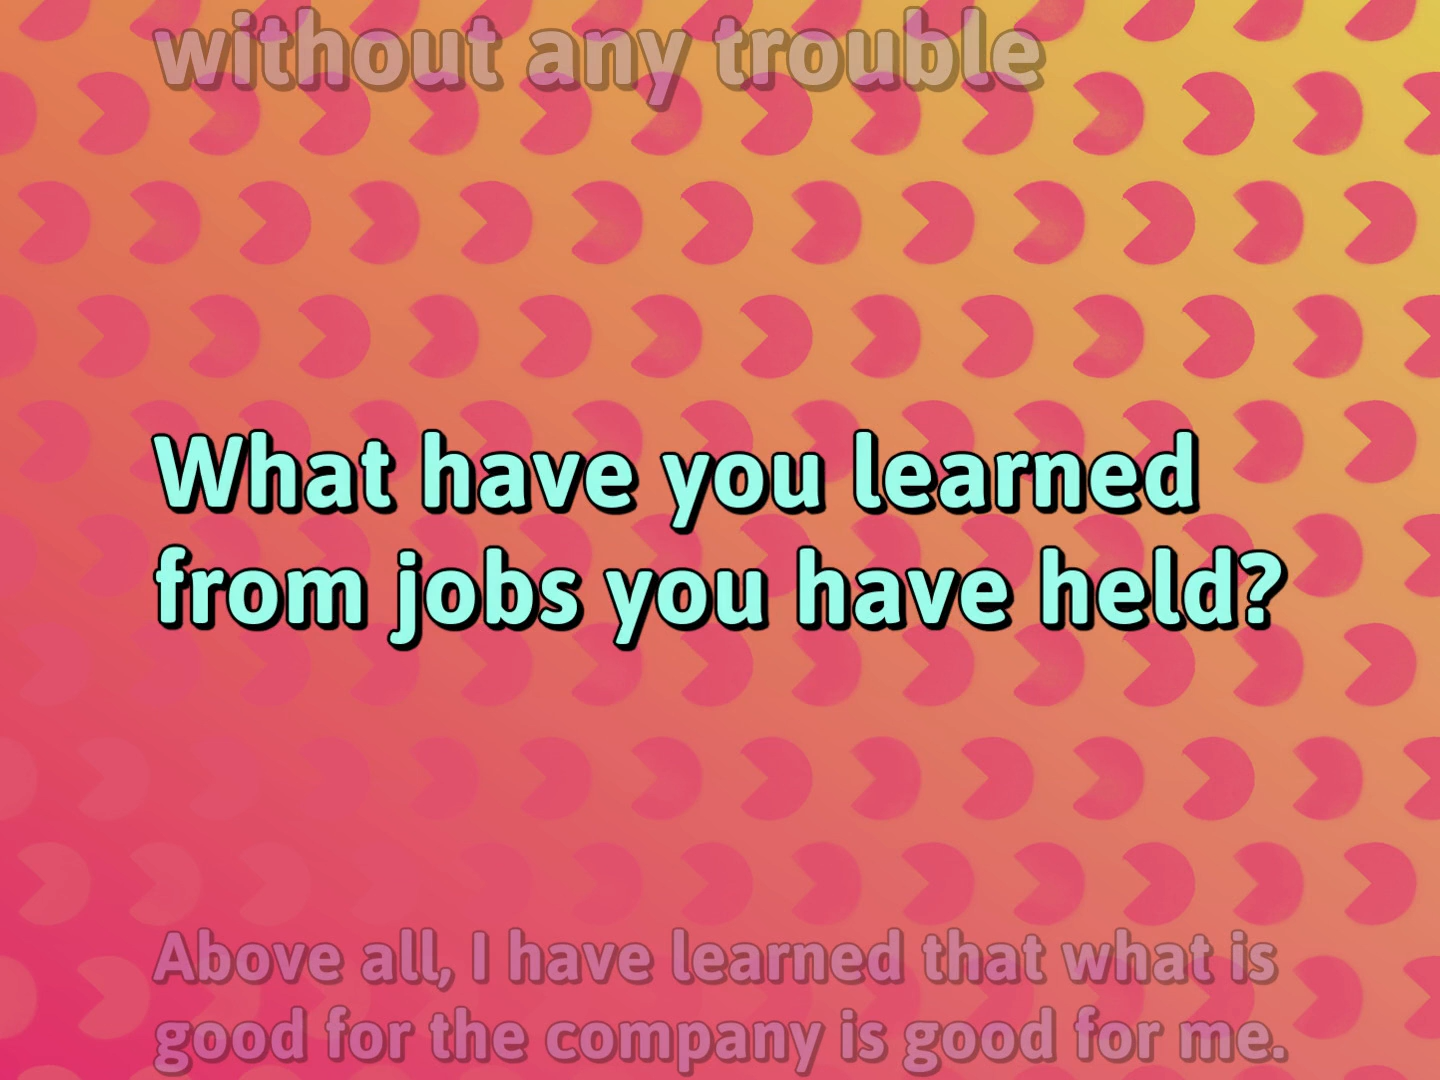 without any trouble
What have you learned
from jobs you have held?
Above all, I have learned that what is
good for the company is good for me.